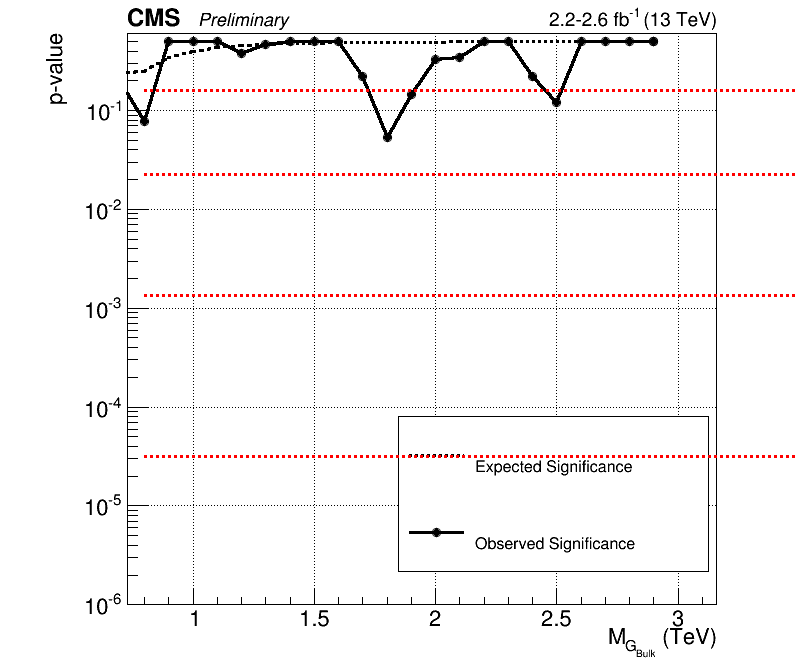 CMS Preliminary 2.2-2.6 fb⁻¹ (13 TeV)
p-value
10⁻¹
10⁻²
10⁻³
10⁻⁴
10⁻⁵
10⁻⁶
Expected Significance
Observed Significance
1 1.5 2 2.5 3
M_G_Bulk (TeV)